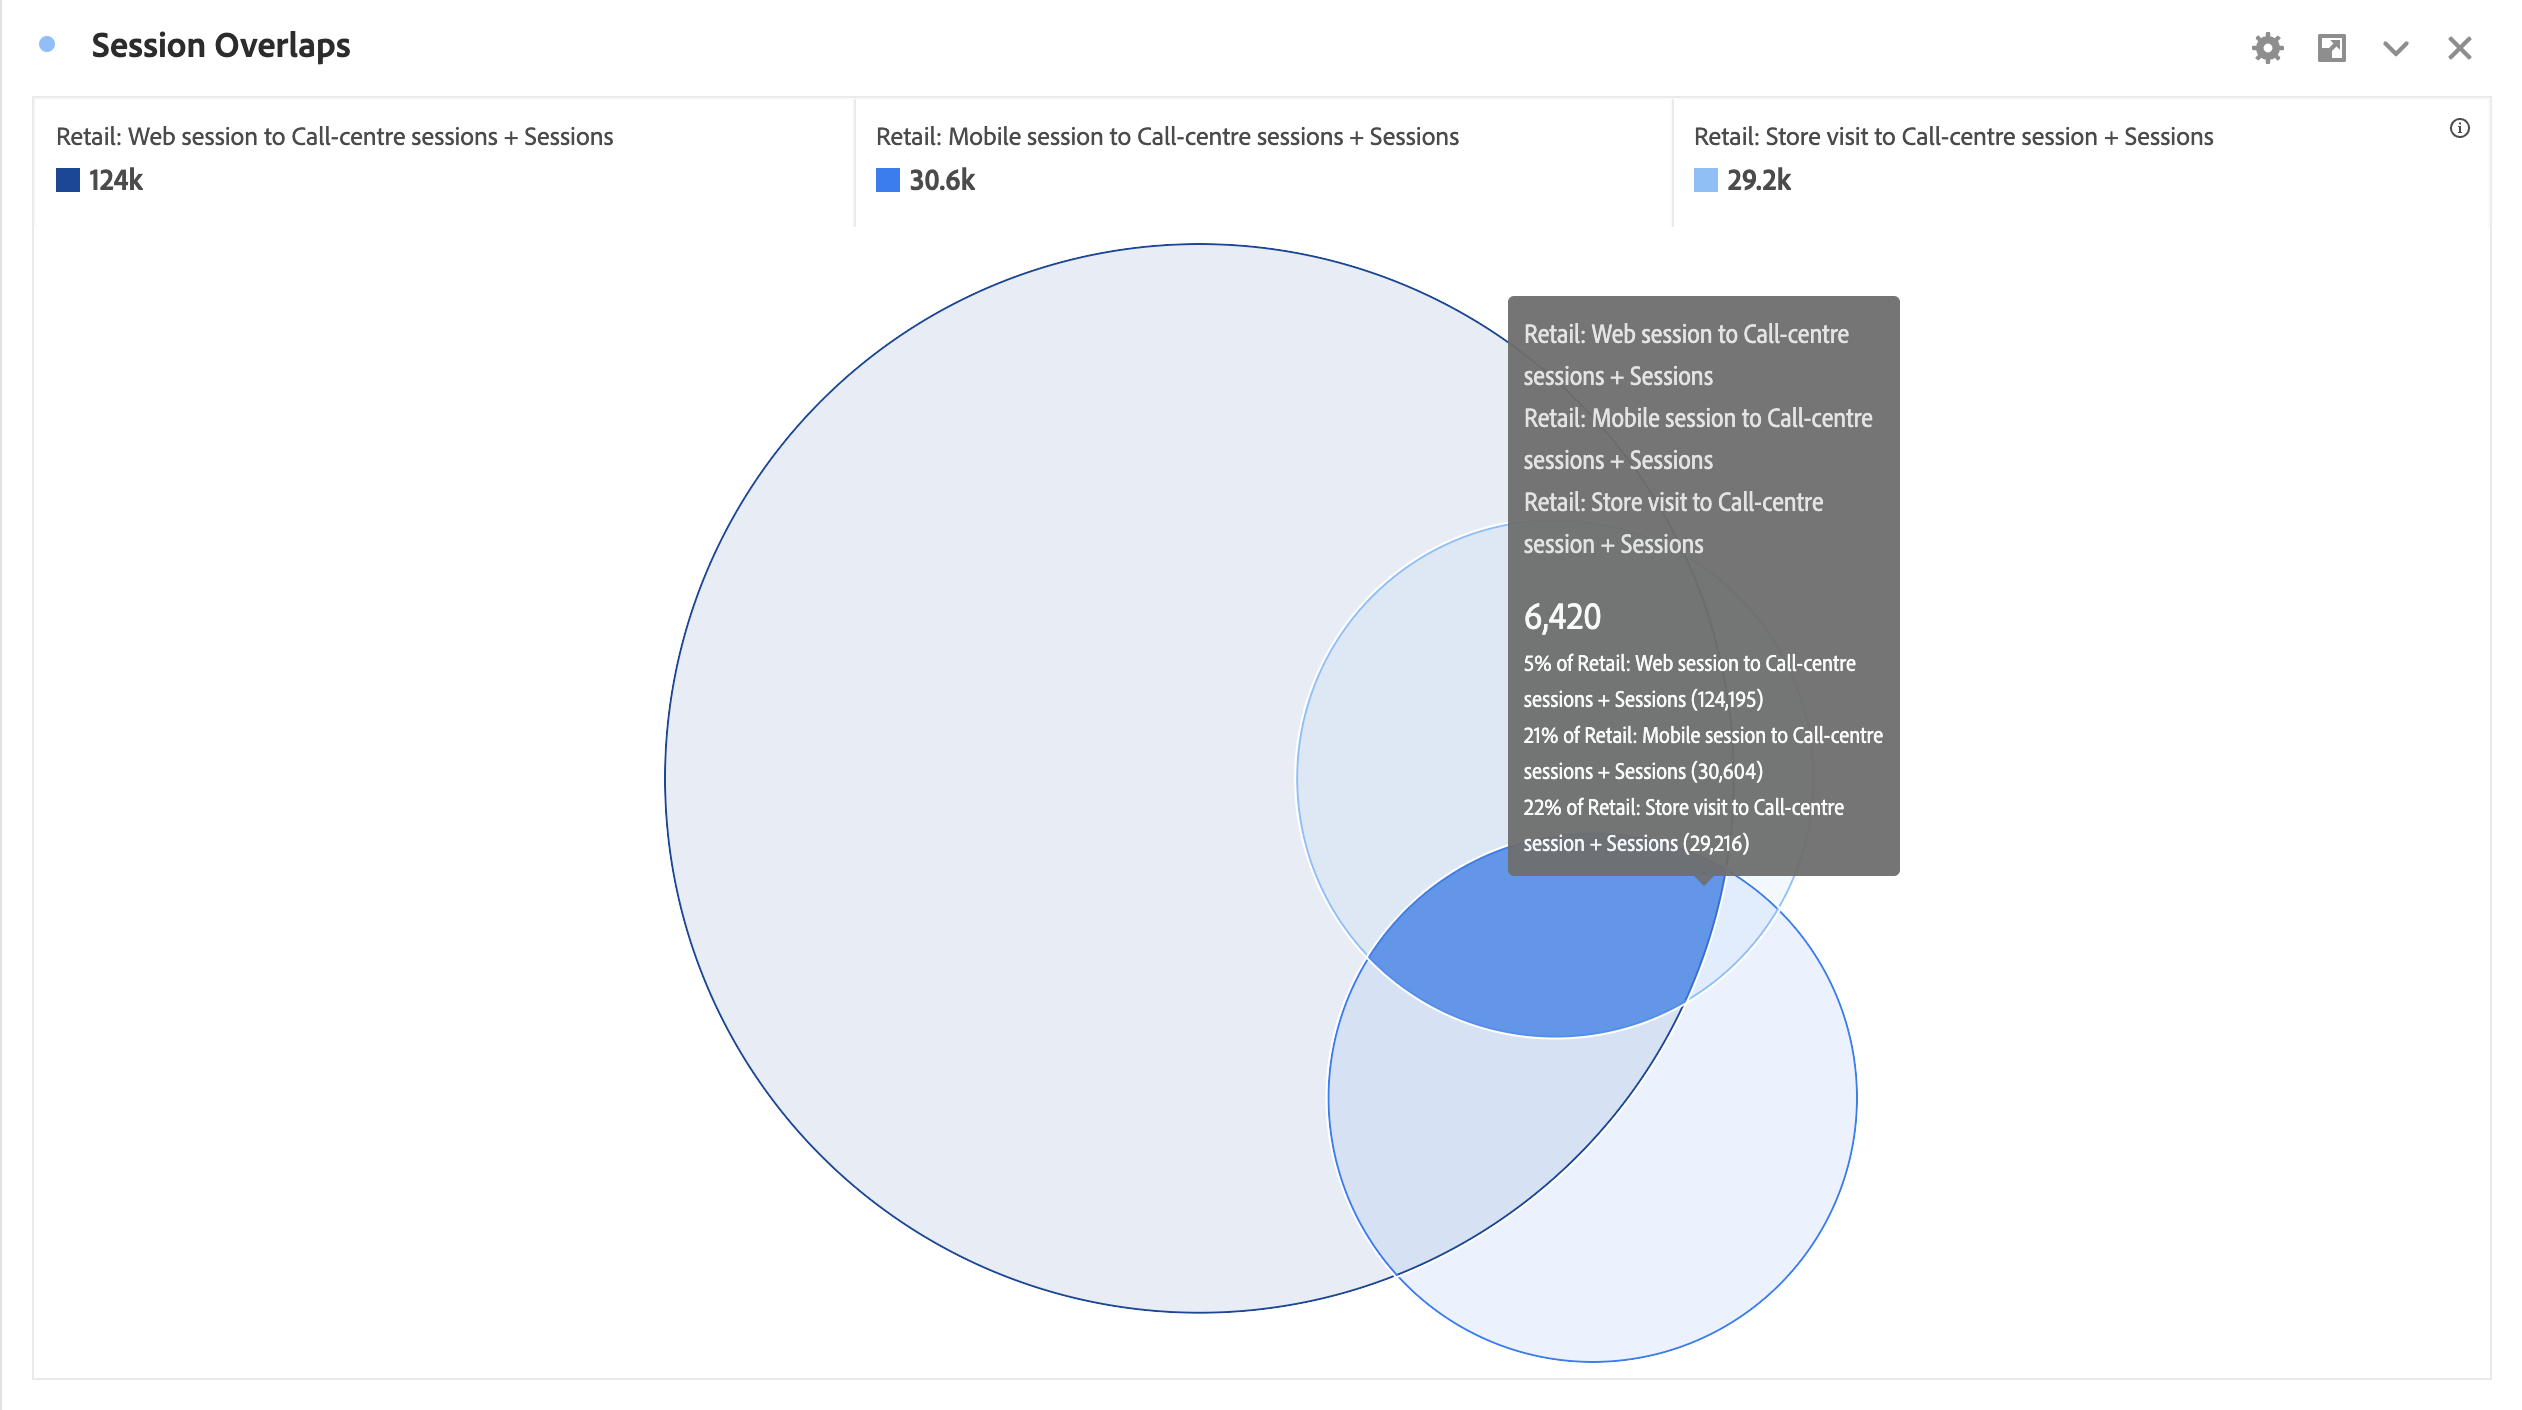 Session Overlaps
Retail: Web session to Call-centre sessions + Sessions
124k
Retail: Mobile session to Call-centre sessions + Sessions
30.6k
Retail: Store visit to Call-centre session + Sessions
29.2k
Retail: Web session to Call-centre
sessions + Sessions
Retail: Mobile session to Call-centre
sessions + Sessions
Retail: Store visit to Call-centre
session + Sessions
6,420
5% of Retail: Web session to Call-centre
sessions + Sessions (124,195)
21% of Retail: Mobile session to Call-centre
sessions + Sessions (30,604)
22% of Retail: Store visit to Call-centre
session + Sessions (29,216)